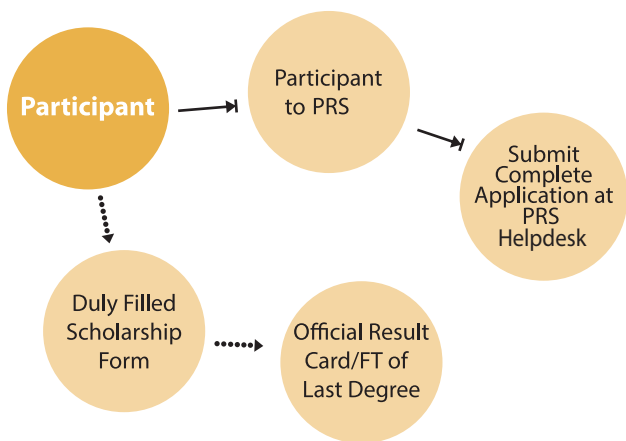 Participant
Participant
to PRS
Submit
Complete
Application at
PRS
Helpdesk
Duly Filled
Scholarship
Form
Official Result
Card/FT of
Last Degree